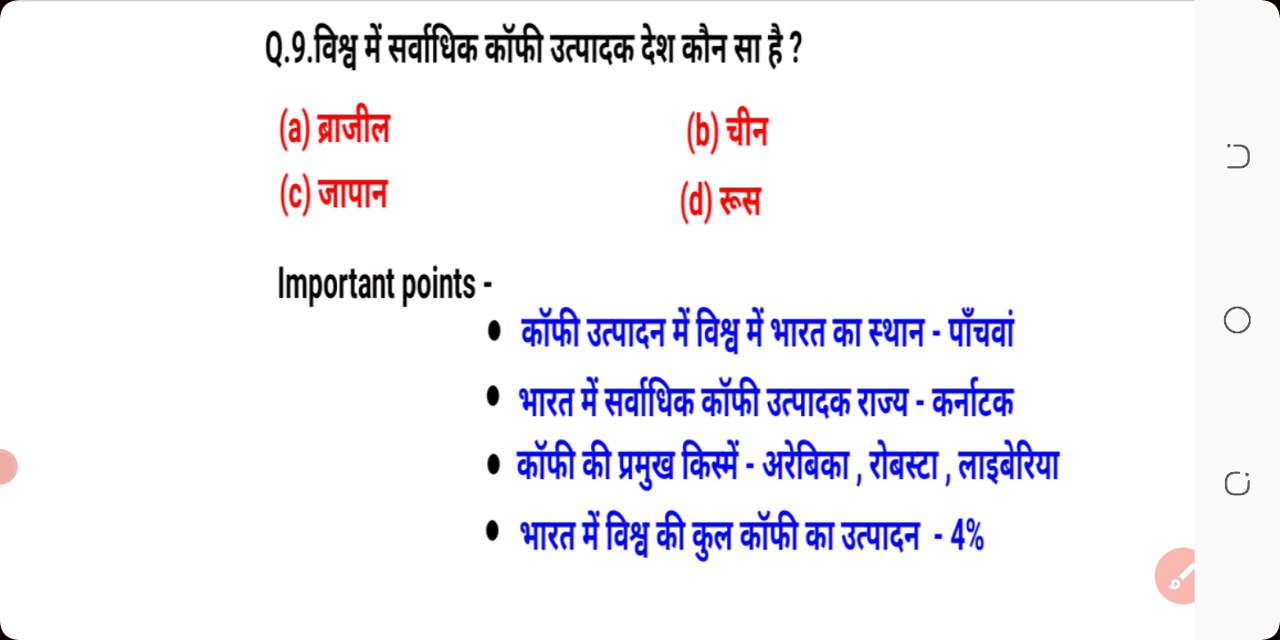 Q.9.विश्व में सर्वाधिक कॉफी उत्पादक देश कौन सा है ?
(a) ब्राजील (b) चीन
(c) जापान (d) रूस
Important points -
• कॉफी उत्पादन में विश्व में भारत का स्थान - पाँचवां
• भारत में सर्वाधिक कॉफी उत्पादक राज्य - कर्नाटक
• कॉफी की प्रमुख किस्में - अरेबिका , रोबस्टा , लाइबेरिया
• भारत में विश्व की कुल कॉफी का उत्पादन - 4%